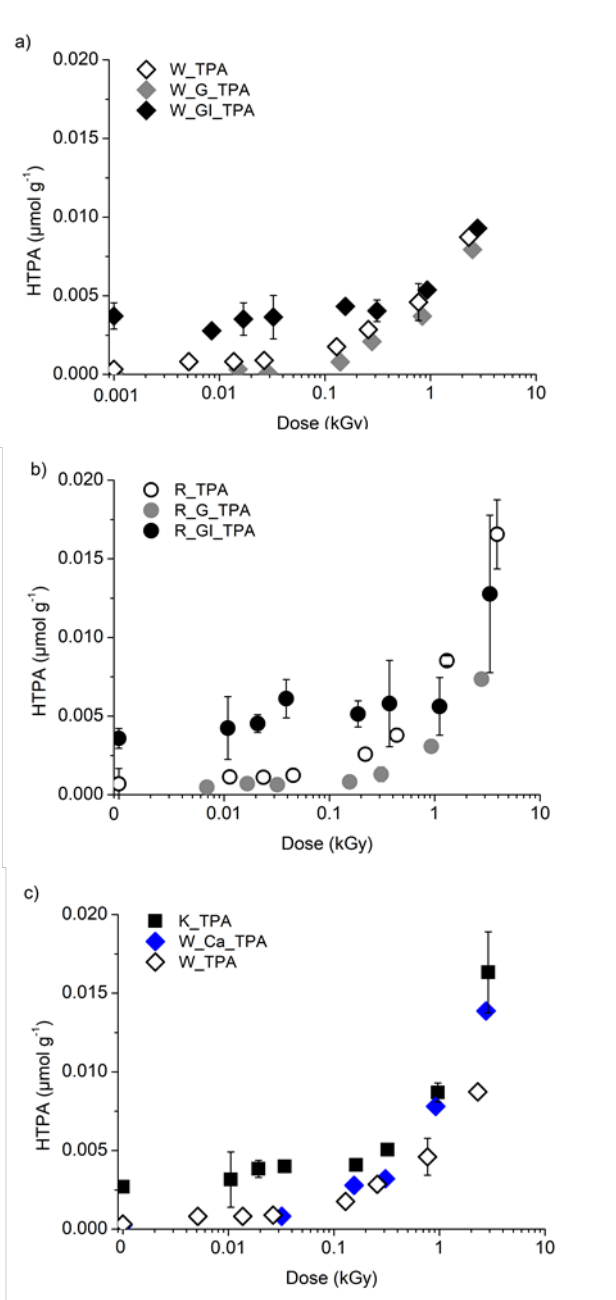 a)
0.020
W_TPA
W_G_TPA
W_GI_TPA
0.015
0.010
0.005
0.000
HTPA (μmol g⁻¹)
0.001 0.01 0.1 1 10
Dose (kGy)
b)
0.020
R_TPA
R_G_TPA
R_GI_TPA
0.015
0.010
0.005
0.000
HTPA (μmol g⁻¹)
0 0.01 0.1 1 10
Dose (kGy)
c)
0.020
K_TPA
W_Ca_TPA
W_TPA
0.015
0.010
0.005
0.000
HTPA (μmol g⁻¹)
0 0.01 0.1 1 10
Dose (kGy)